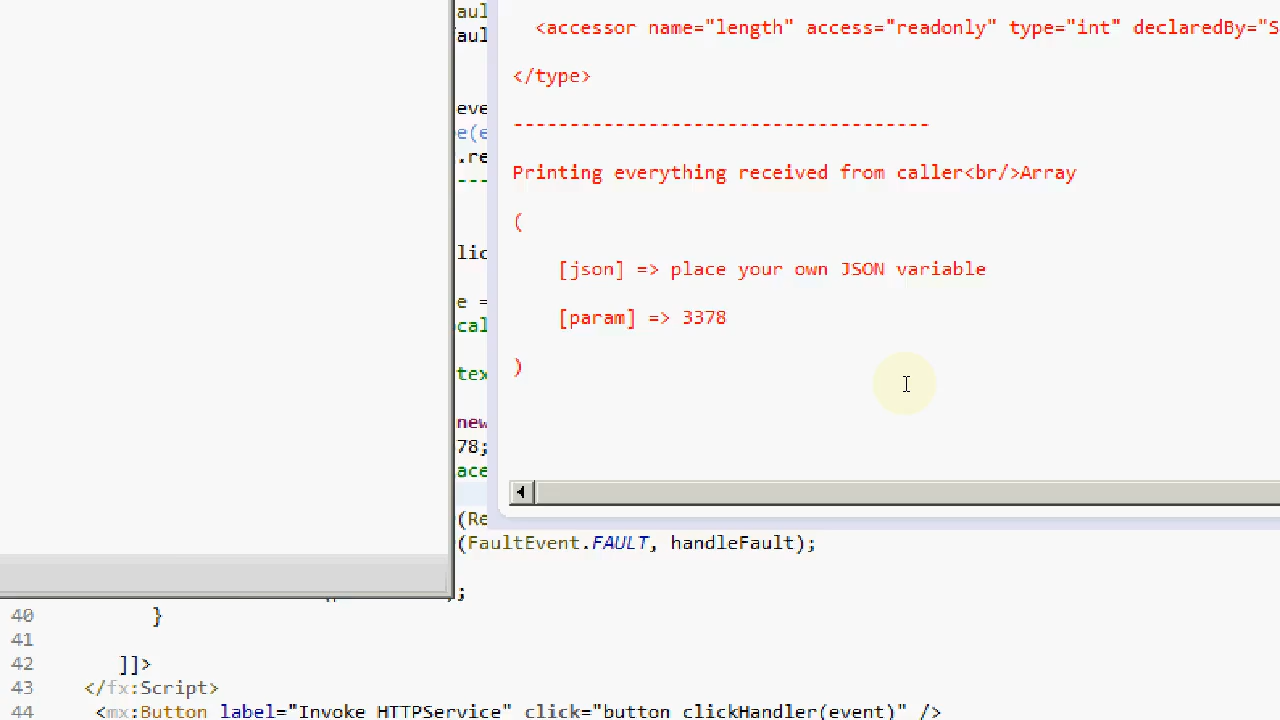 aul
aul
eve
e(e
.re
----
lic
e =
cal
tex
new
78;
ace
(Re
<accessor name="length" access="readonly" type="int" declaredBy="S
</type>
-------------------------------------
Printing everything received from caller<br/>Array
(
[json] => place your own JSON variable
[param] => 3378
)
(FaultEvent.FAULT, handleFault);
;
40 }
41
42 ]]>
43 </fx:Script>
44 <mx:Button label="Invoke HTTPService" click="button_clickHandler(event)" />